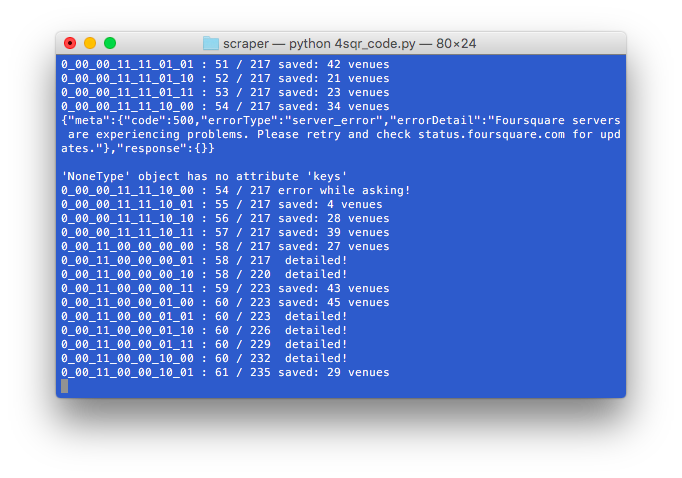 scraper — python 4sqr_code.py — 80×24
0_00_00_11_11_01_01 : 51 / 217 saved: 42 venues
0_00_00_11_11_01_10 : 52 / 217 saved: 21 venues
0_00_00_11_11_01_11 : 53 / 217 saved: 23 venues
0_00_00_11_11_10_00 : 54 / 217 saved: 34 venues
{"meta":{"code":500,"errorType":"server_error","errorDetail":"Foursquare servers
are experiencing problems. Please retry and check status.foursquare.com for upd
ates."},"response":{}}
'NoneType' object has no attribute 'keys'
0_00_00_11_11_10_00 : 54 / 217 error while asking!
0_00_00_11_11_10_01 : 55 / 217 saved: 4 venues
0_00_00_11_11_10_10 : 56 / 217 saved: 28 venues
0_00_00_11_11_10_11 : 57 / 217 saved: 39 venues
0_00_11_00_00_00_00 : 58 / 217 saved: 27 venues
0_00_11_00_00_00_01 : 58 / 217  detailed!
0_00_11_00_00_00_10 : 58 / 220  detailed!
0_00_11_00_00_00_11 : 59 / 223 saved: 43 venues
0_00_11_00_00_01_00 : 60 / 223 saved: 45 venues
0_00_11_00_00_01_01 : 60 / 223  detailed!
0_00_11_00_00_01_10 : 60 / 226  detailed!
0_00_11_00_00_01_11 : 60 / 229  detailed!
0_00_11_00_00_10_00 : 60 / 232  detailed!
0_00_11_00_00_10_01 : 61 / 235 saved: 29 venues